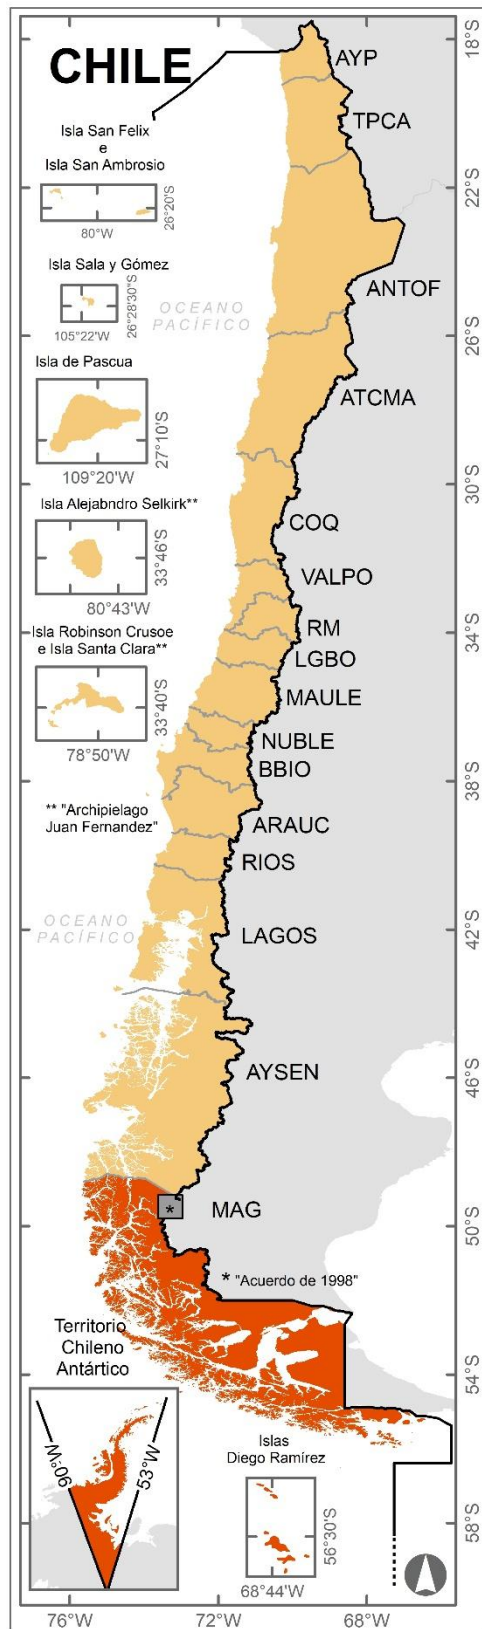 CHILE
18°S
AYP
TPCA
Isla San Felix
e
Isla San Ambrosio
26°20'S
80°W
22°S
Isla Sala y Gómez
26°28'30"S
105°22'W
OCEANO
PACÍFICO
ANTOF
26°S
Isla de Pascua
27°10'S
109°20'W
ATCMA
30°S
Isla Alejabndro Selkirk**
33°46'S
80°43'W
COQ
VALPO
Isla Robinson Crusoe
e Isla Santa Clara**
33°40'S
78°50'W
34°S
RM
LGBO
MAULE
NUBLE
BBIO
38°S
** "Archipielago
Juan Fernandez"
ARAUC
RIOS
OCEANO
PACÍFICO
LAGOS
42°S
AYSEN
46°S
*
MAG
50°S
* "Acuerdo de 1998"
Territorio
Chileno
Antártico
54°S
90°W
53°W
Islas
Diego Ramírez
56°30'S
68°44'W
58°S
76°W
72°W
68°W